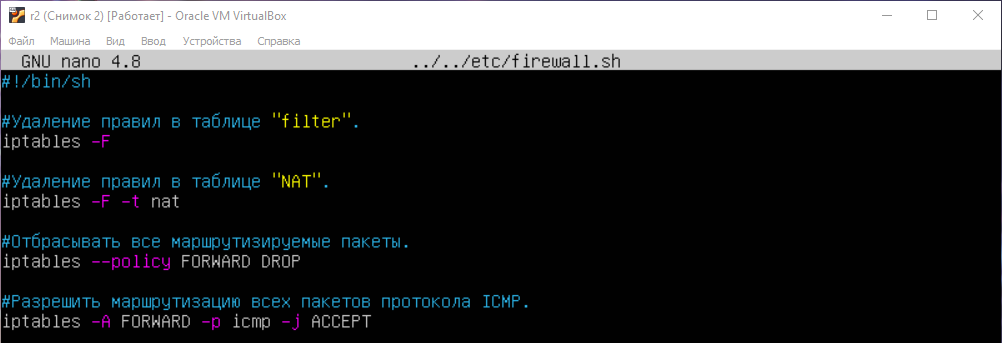 r2 (Снимок 2) [Работает] - Oracle VM VirtualBox
Файл Машина Вид Ввод Устройства Справка
GNU nano 4.8 ../../etc/firewall.sh
#!/bin/sh
#Удаление правил в таблице "filter".
iptables -F
#Удаление правил в таблице "NAT".
iptables -F -t nat
#Отбрасывать все маршрутизируемые пакеты.
iptables --policy FORWARD DROP
#Разрешить маршрутизацию всех пакетов протокола ICMP.
iptables -A FORWARD -p icmp -j ACCEPT